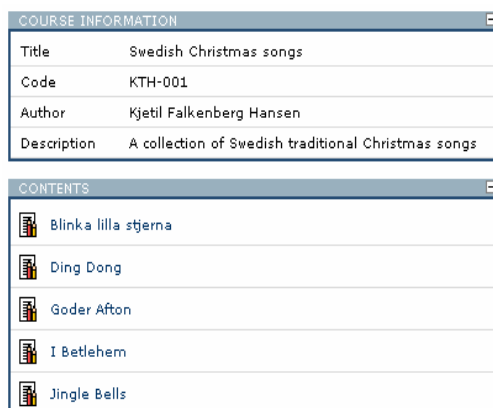 COURSE INFORMATION
Title Swedish Christmas songs
Code KTH-001
Author Kjetil Falkenberg Hansen
Description A collection of Swedish traditional Christmas songs
CONTENTS
Blinka lilla stjerna
Ding Dong
Goder Afton
I Betlehem
Jingle Bells